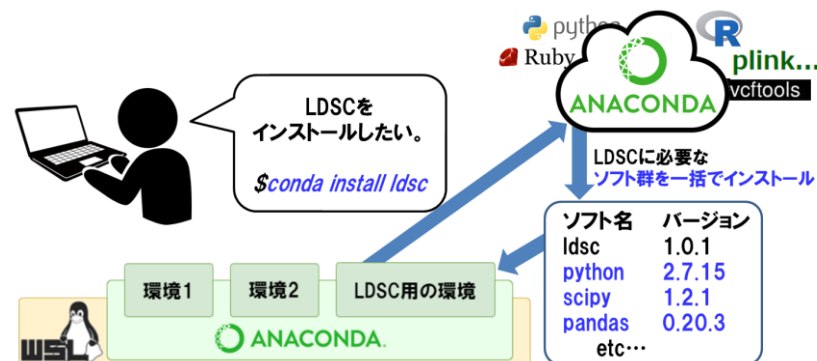 python
Ruby
R
plink...
vcftools
ANACONDA
LDSCを
インストールしたい。
$conda install ldsc
LDSCに必要な
ソフト群を一括でインストール
ソフト名 バージョン
ldsc 1.0.1
python 2.7.15
scipy 1.2.1
pandas 0.20.3
etc…
環境1
環境2
LDSC用の環境
ANACONDA.
WSL